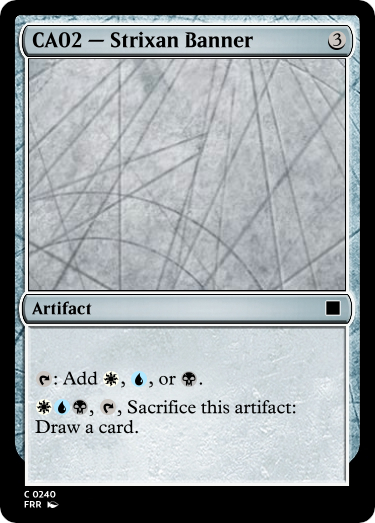 CA02 — Strixan Banner 3
Artifact
: Add , , or .
, , Sacrifice this artifact:
Draw a card.
C 0240
FRR